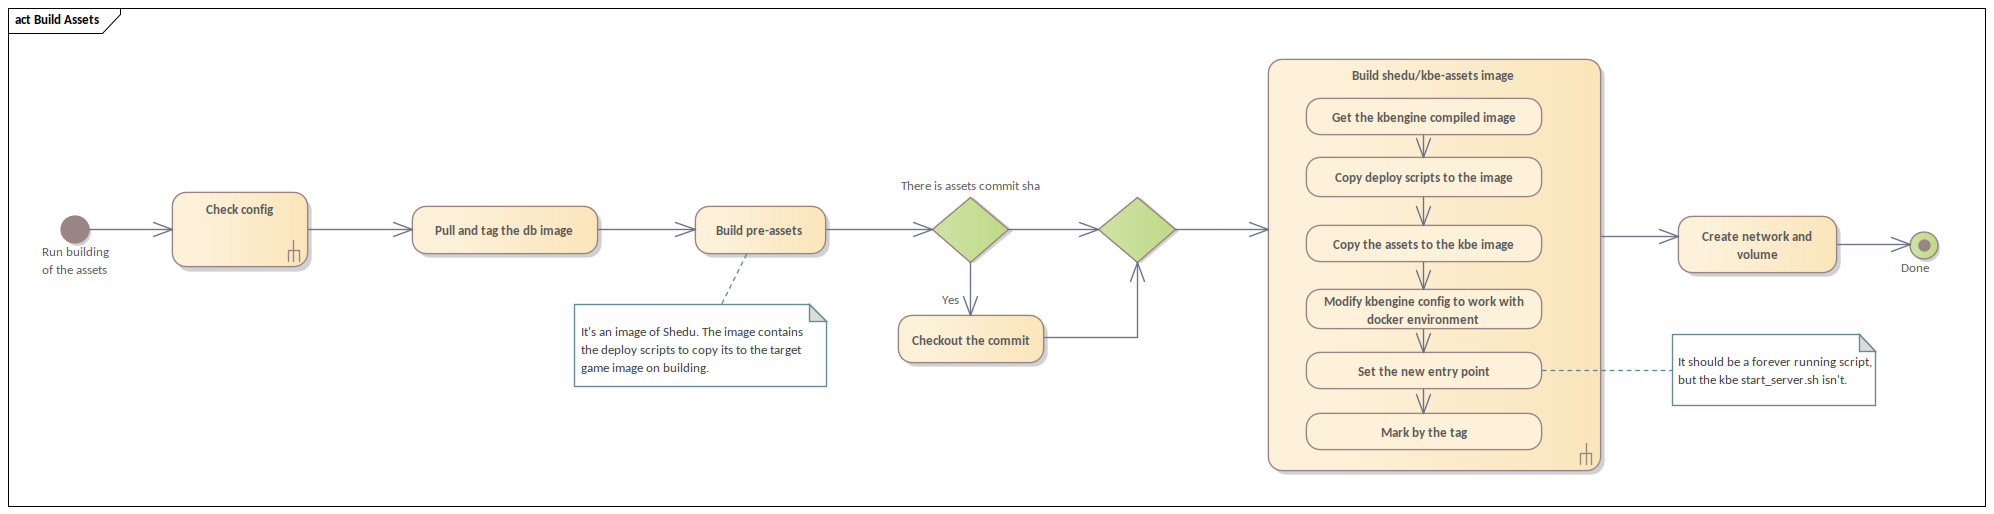 act Build Assets
Run building
of the assets
Check config
Pull and tag the db image
Build pre-assets
It's an image of Shedu. The image contains
the deploy scripts to copy its to the target
game image on building.
There is assets commit sha
Yes
Checkout the commit
Build shedu/kbe-assets image
Get the kbengine compiled image
Copy deploy scripts to the image
Copy the assets to the kbe image
Modify kbengine config to work with
docker environment
Set the new entry point
Mark by the tag
It should be a forever running script,
but the kbe start_server.sh isn't.
Create network and
volume
Done